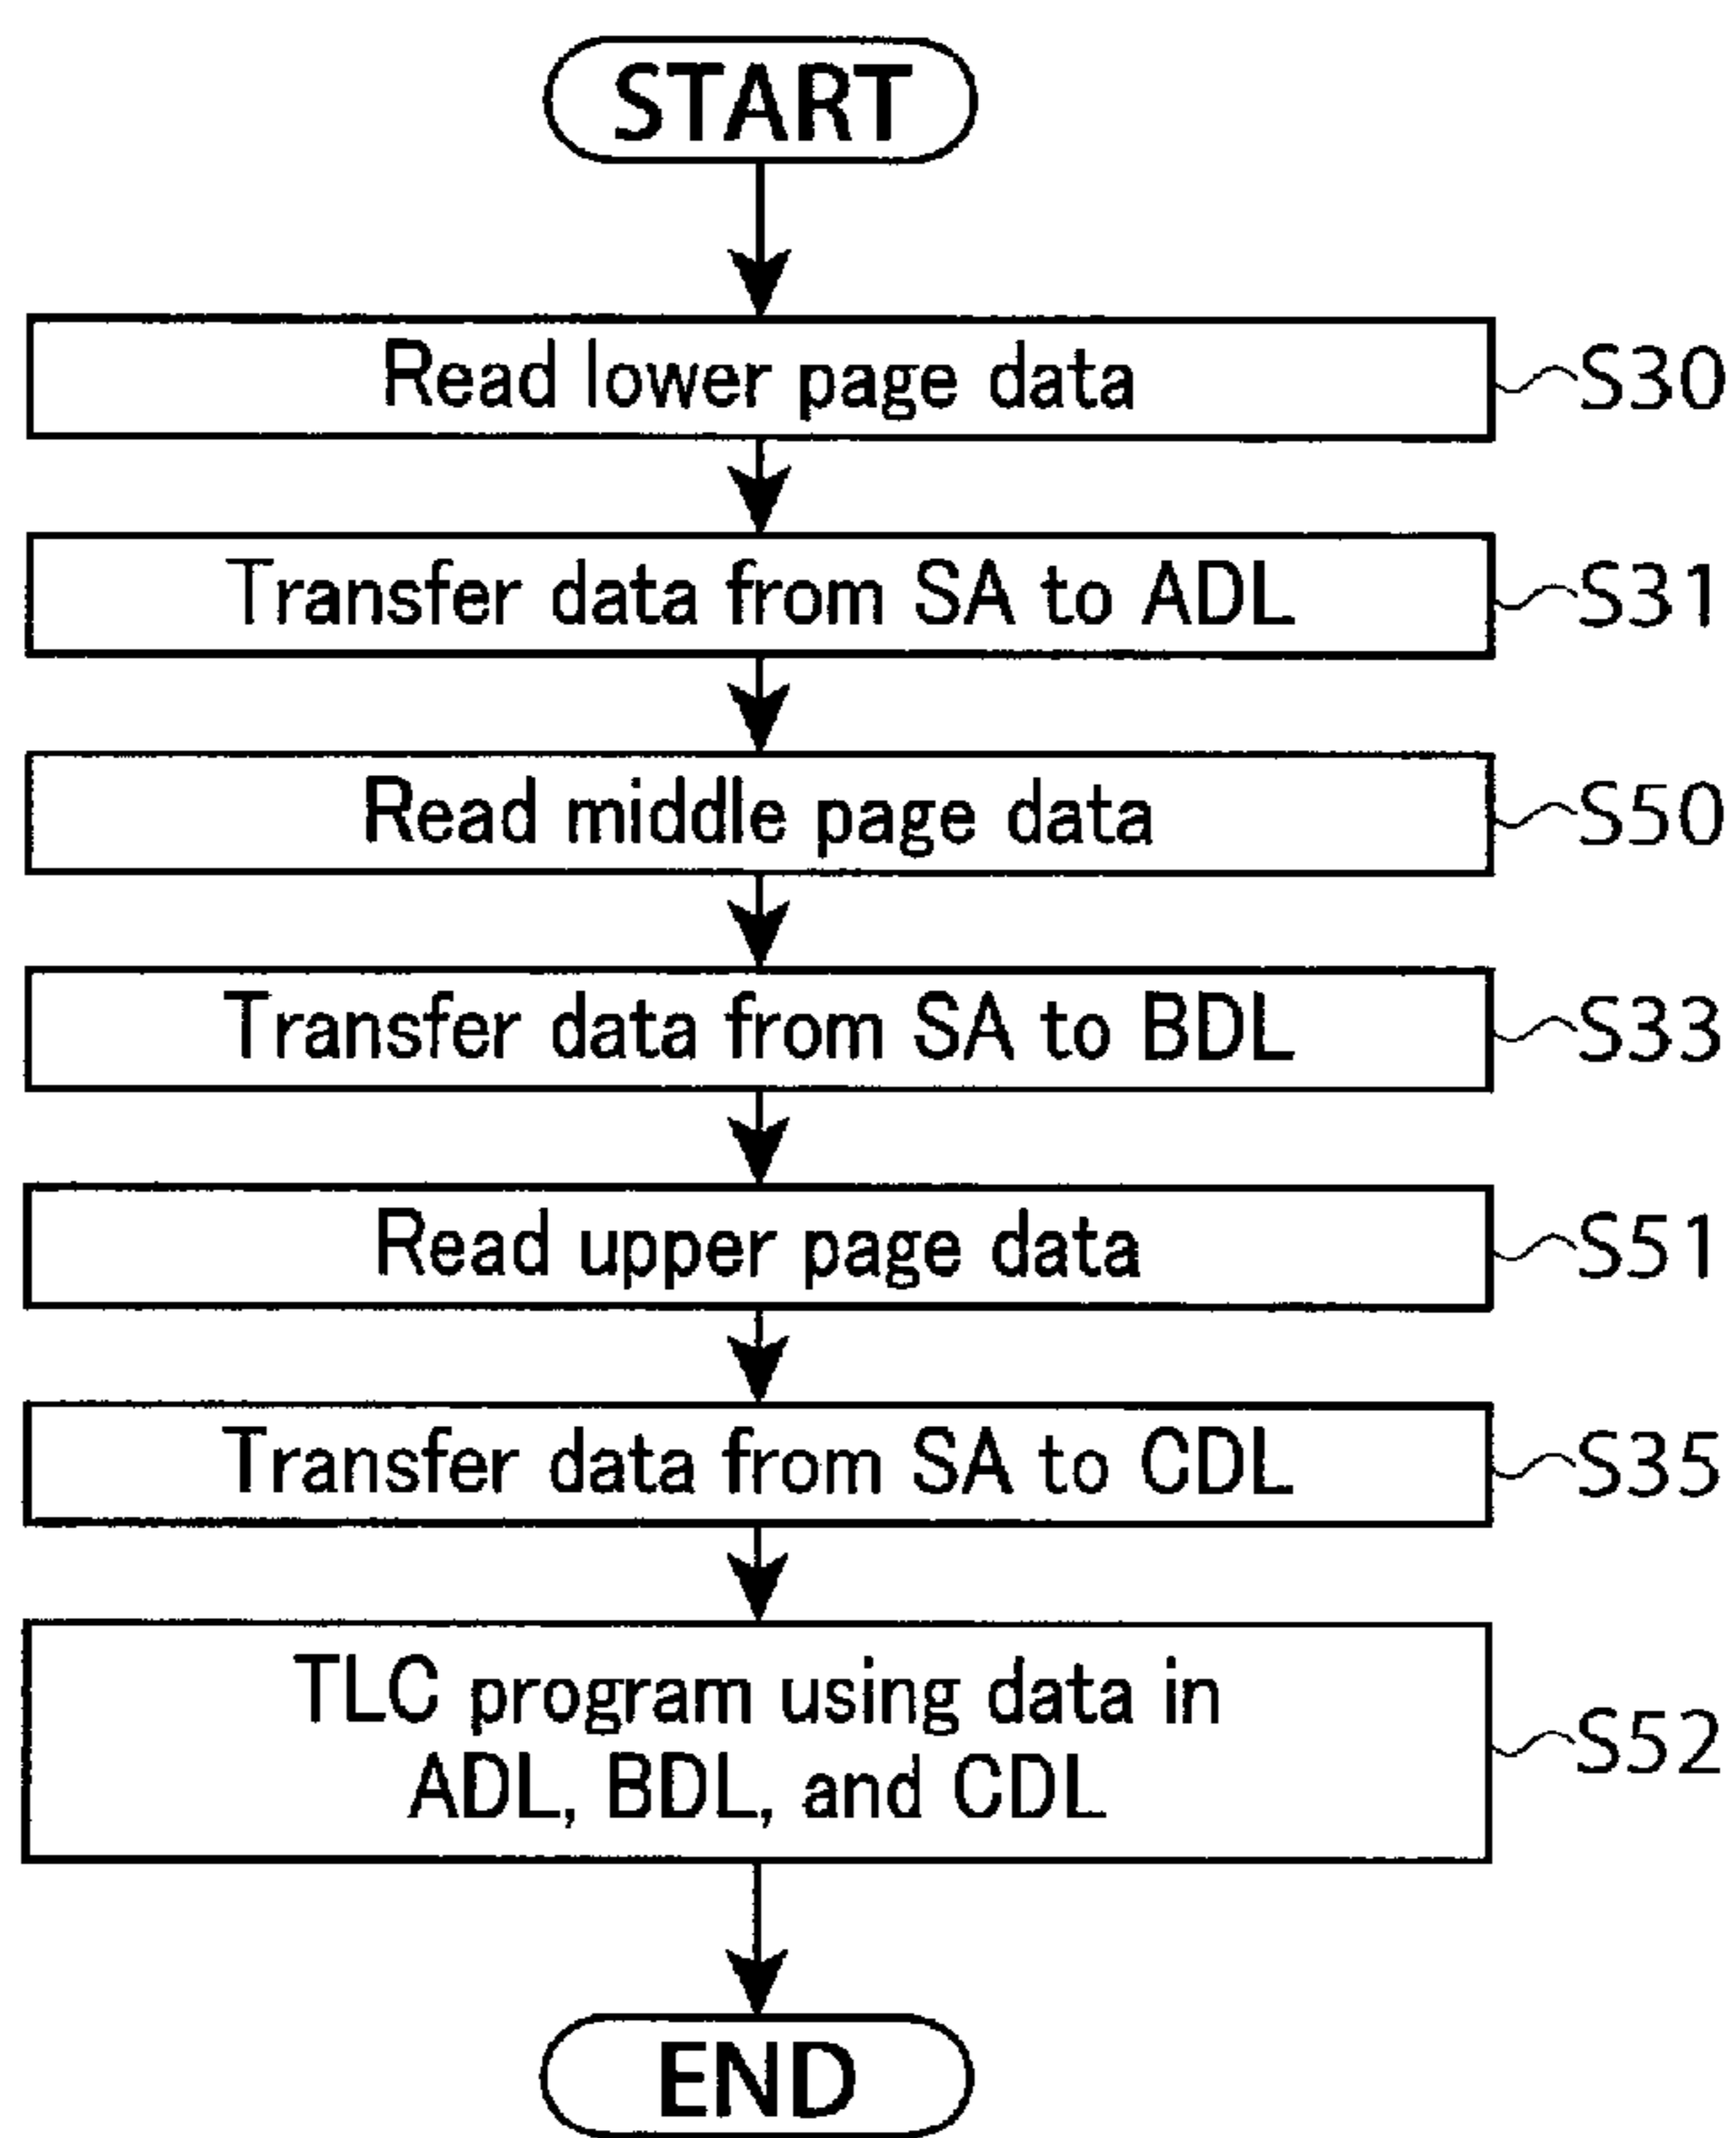 START
Read lower page data
S30
Transfer data from SA to ADL
S31
Read middle page data
S50
Transfer data from SA to BDL
S33
Read upper page data
S51
Transfer data from SA to CDL
S35
TLC program using data in
ADL, BDL, and CDL
S52
END